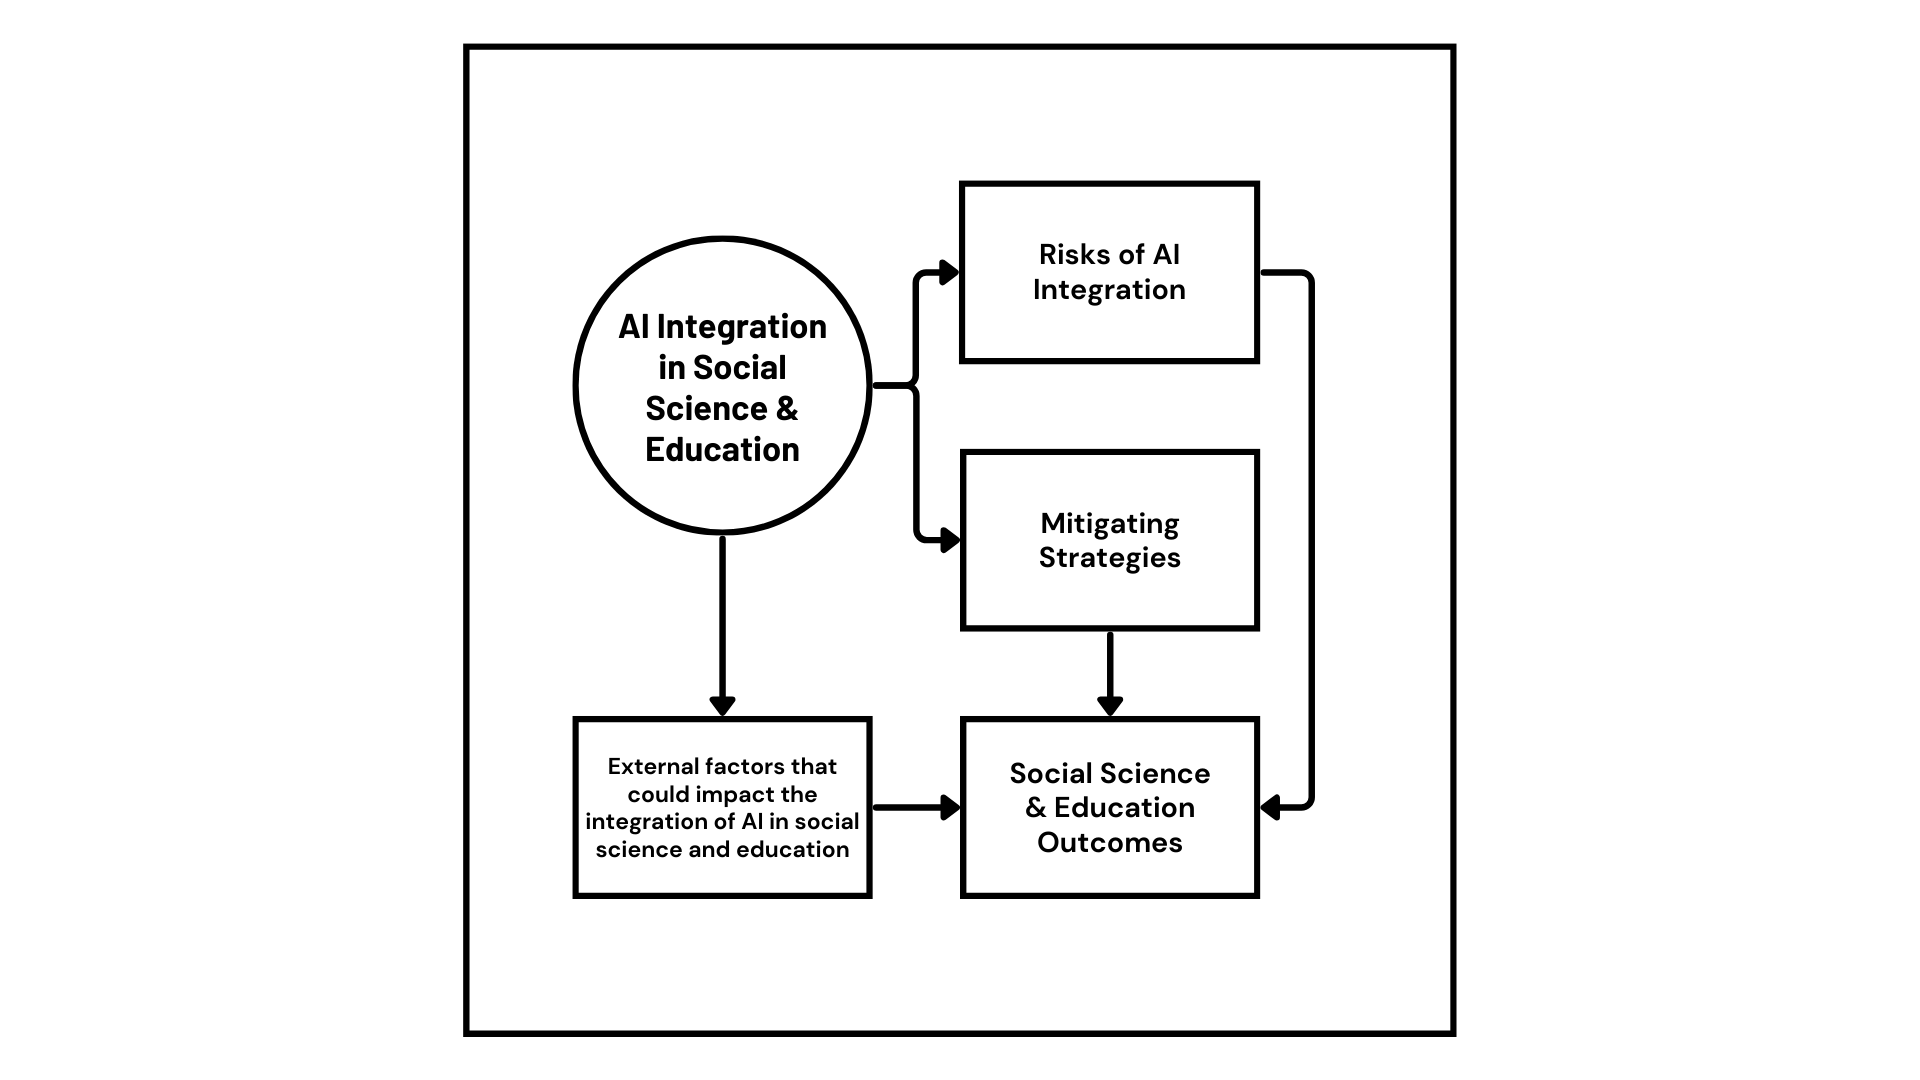 AI Integration
in Social
Science &
Education
Risks of AI
Integration
Mitigating
Strategies
External factors that
could impact the
integration of AI in social
science and education
Social Science
& Education
Outcomes